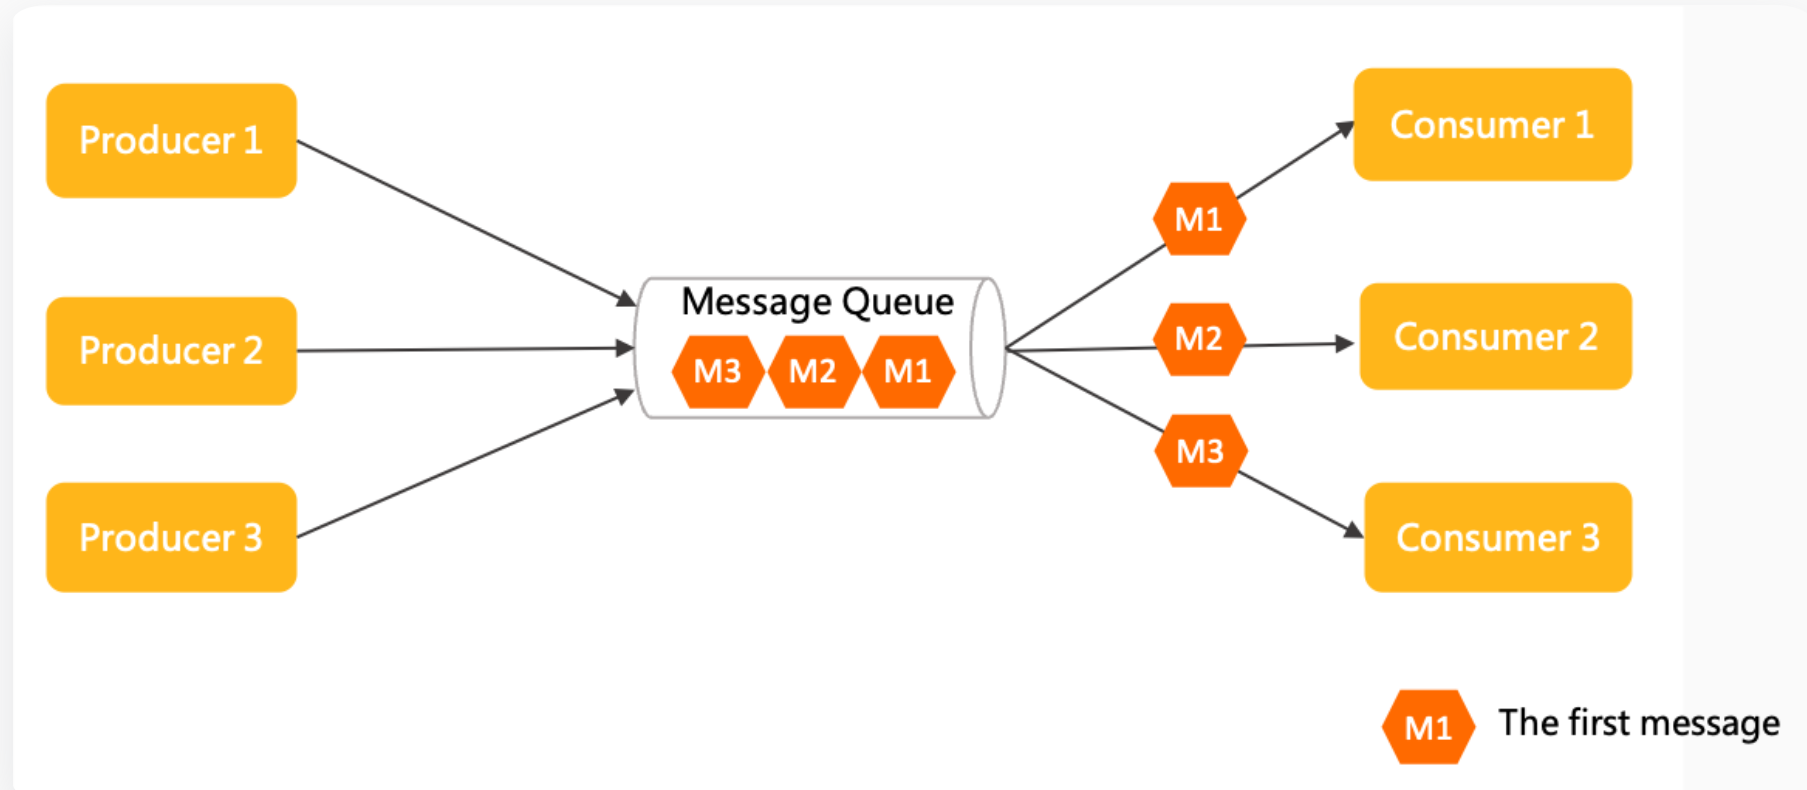 Producer 1
Producer 2
Producer 3
Message Queue
M3 M2 M1
M1
M2
M3
Consumer 1
Consumer 2
Consumer 3
M1 The first message